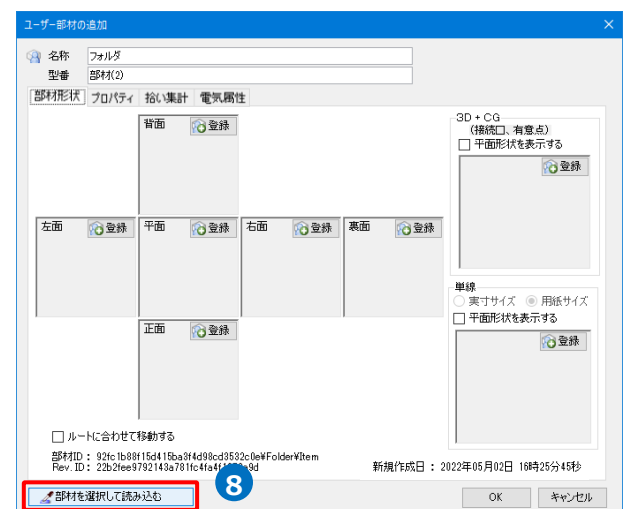 ユーザー部材の追加
名称 フォルダ
型番 部材(2)
部材形状 プロパティ 拾い集計 電気属性
背面 登録
3D + CG
(接続口、有意点)
平面形状を表示する
登録
左面 登録 平面 登録 右面 登録 裏面 登録
単線
実寸サイズ 用紙サイズ
平面形状を表示する
正面 登録
登録
ルートに合わせて移動する
部材ID : 92fc1b88f15d415ba3f4d98cd3532c0e¥Folder¥Item
Rev. ID : 新規作成日 : 2022年05月02日 16時25分45秒
8
部材を選択して読み込む OK キャンセル